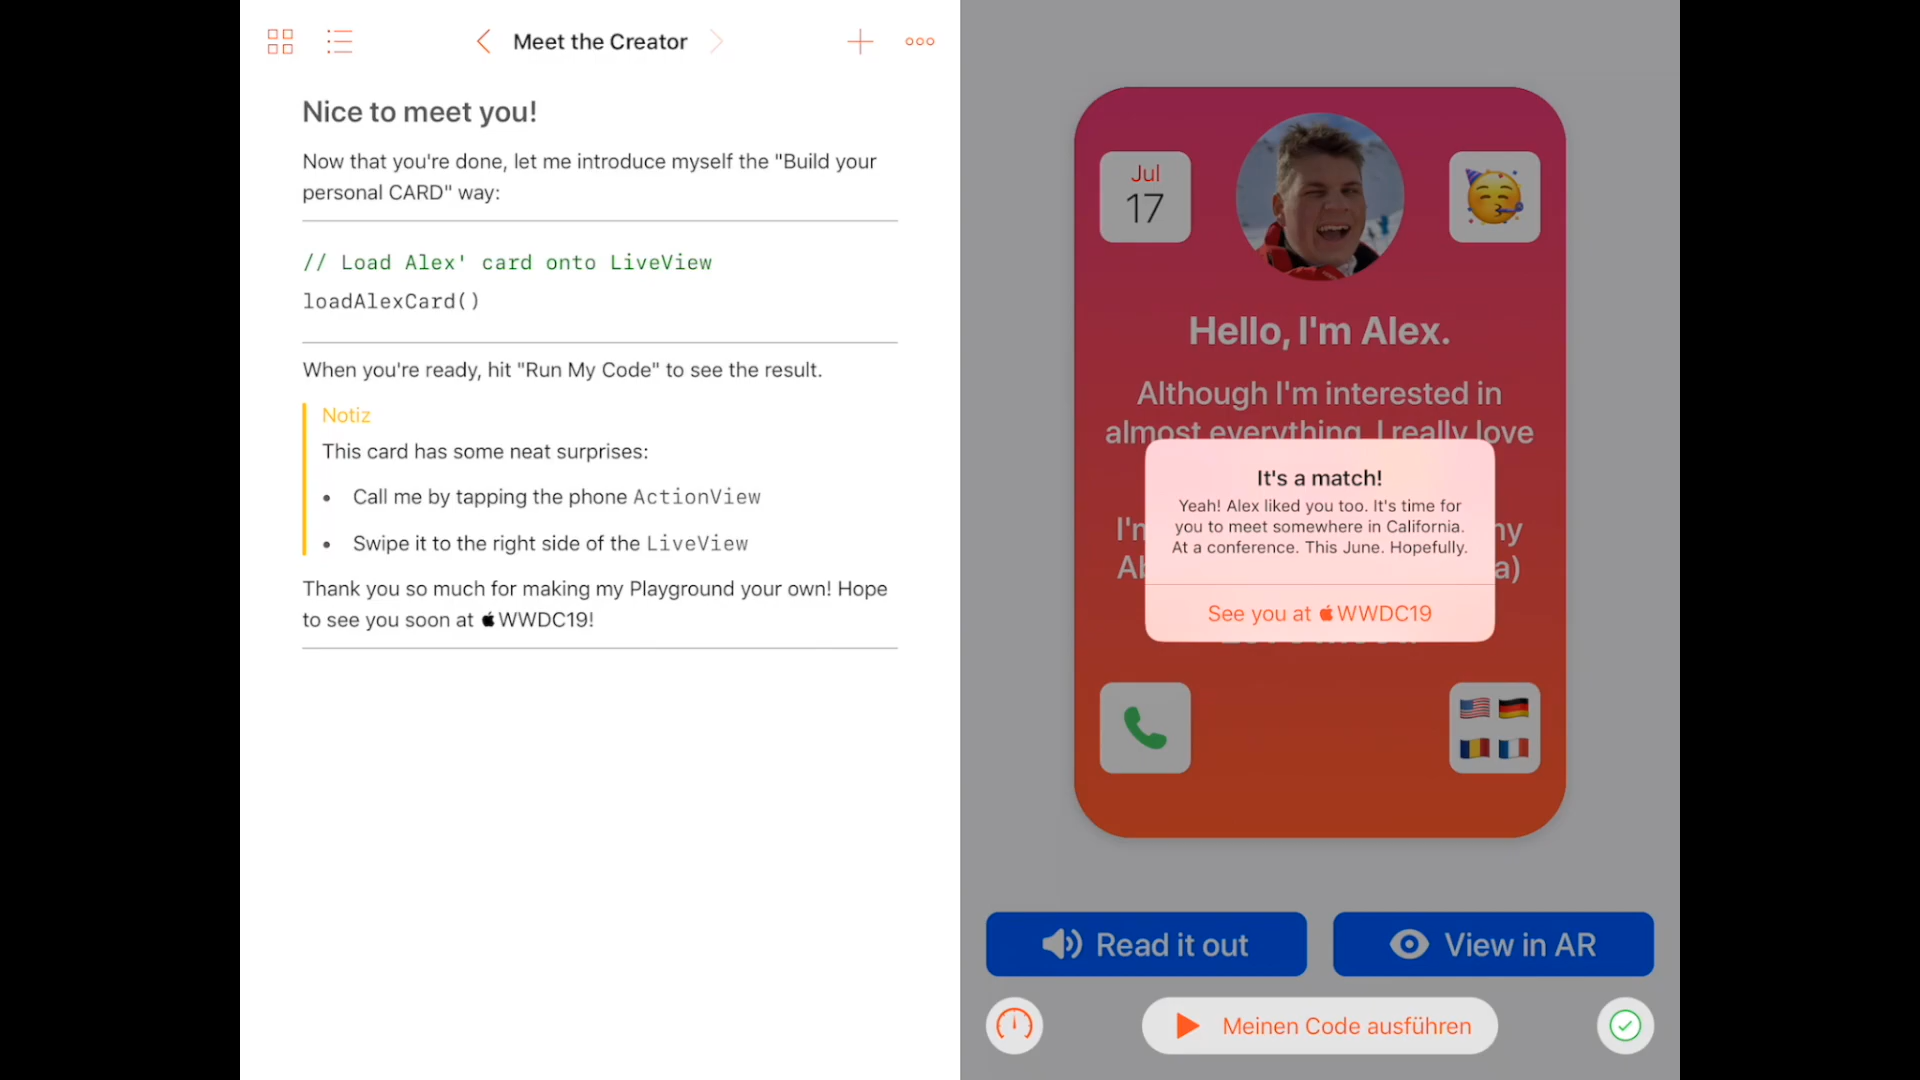 Meet the Creator
Nice to meet you!
Now that you're done, let me introduce myself the "Build your
personal CARD" way:
// Load Alex' card onto LiveView
loadAlexCard()
When you're ready, hit "Run My Code" to see the result.
Notiz
This card has some neat surprises:
• Call me by tapping the phone ActionView
• Swipe it to the right side of the LiveView
Thank you so much for making my Playground your own! Hope
to see you soon at WWDC19!
Jul
17
Hello, I'm Alex.
Although I'm interested in
almost everything, I really love
It's a match!
Yeah! Alex liked you too. It's time for
you to meet somewhere in California.
At a conference. This June. Hopefully.
See you at WWDC19
Read it out
View in AR
Meinen Code ausführen